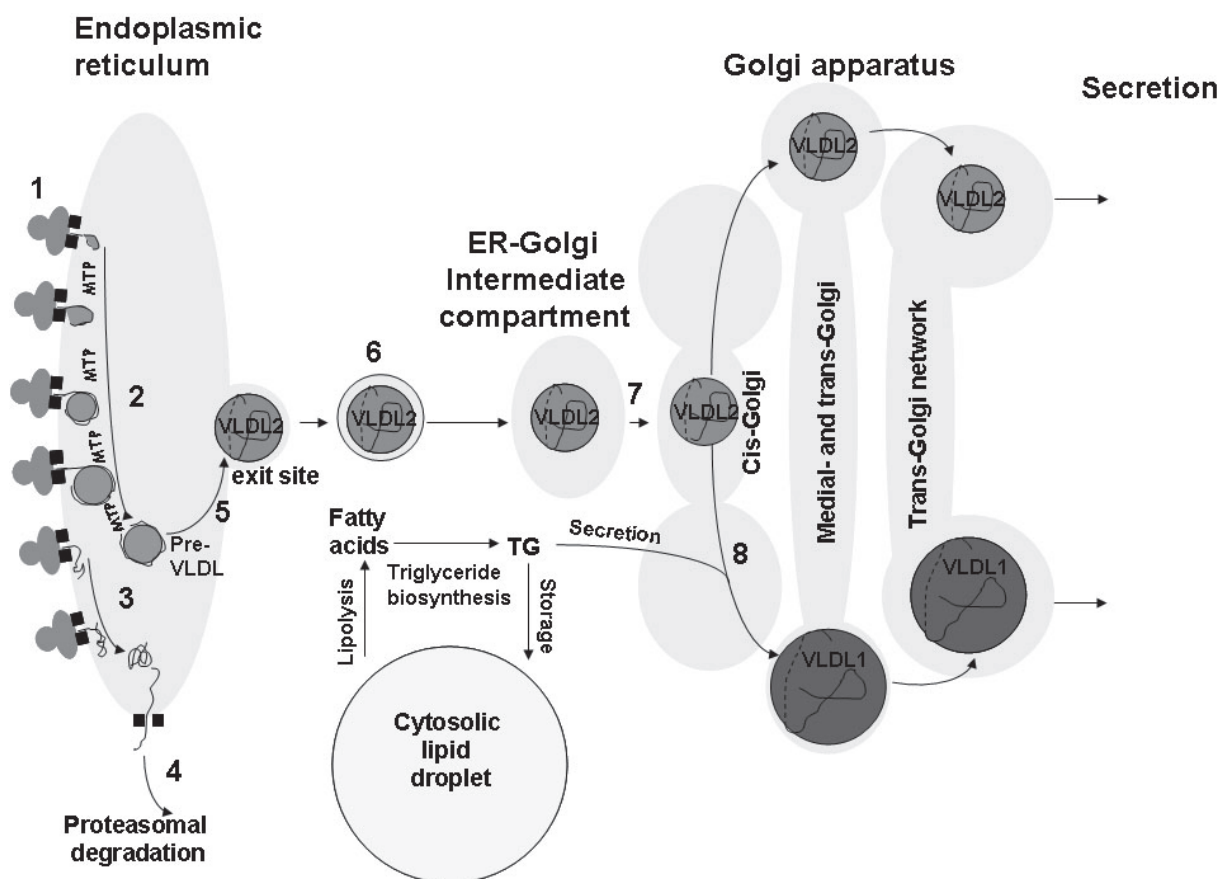 Endoplasmic
reticulum
Golgi apparatus
Secretion
1
MTP
MTP
2
MTP
MTP
Pre-
VLDL
5
3
4
Proteasomal
degradation
VLDL2
exit site
6
VLDL2
ER-Golgi
Intermediate
compartment
VLDL2
7
VLDL2
Cis-Golgi
VLDL2
Medial- and trans-Golgi
VLDL2
Trans-Golgi network
Fatty
acids
TG
Triglyceride
biosynthesis
Secretion
8
Lipolysis
Storage
Cytosolic
lipid
droplet
VLDL1
VLDL1